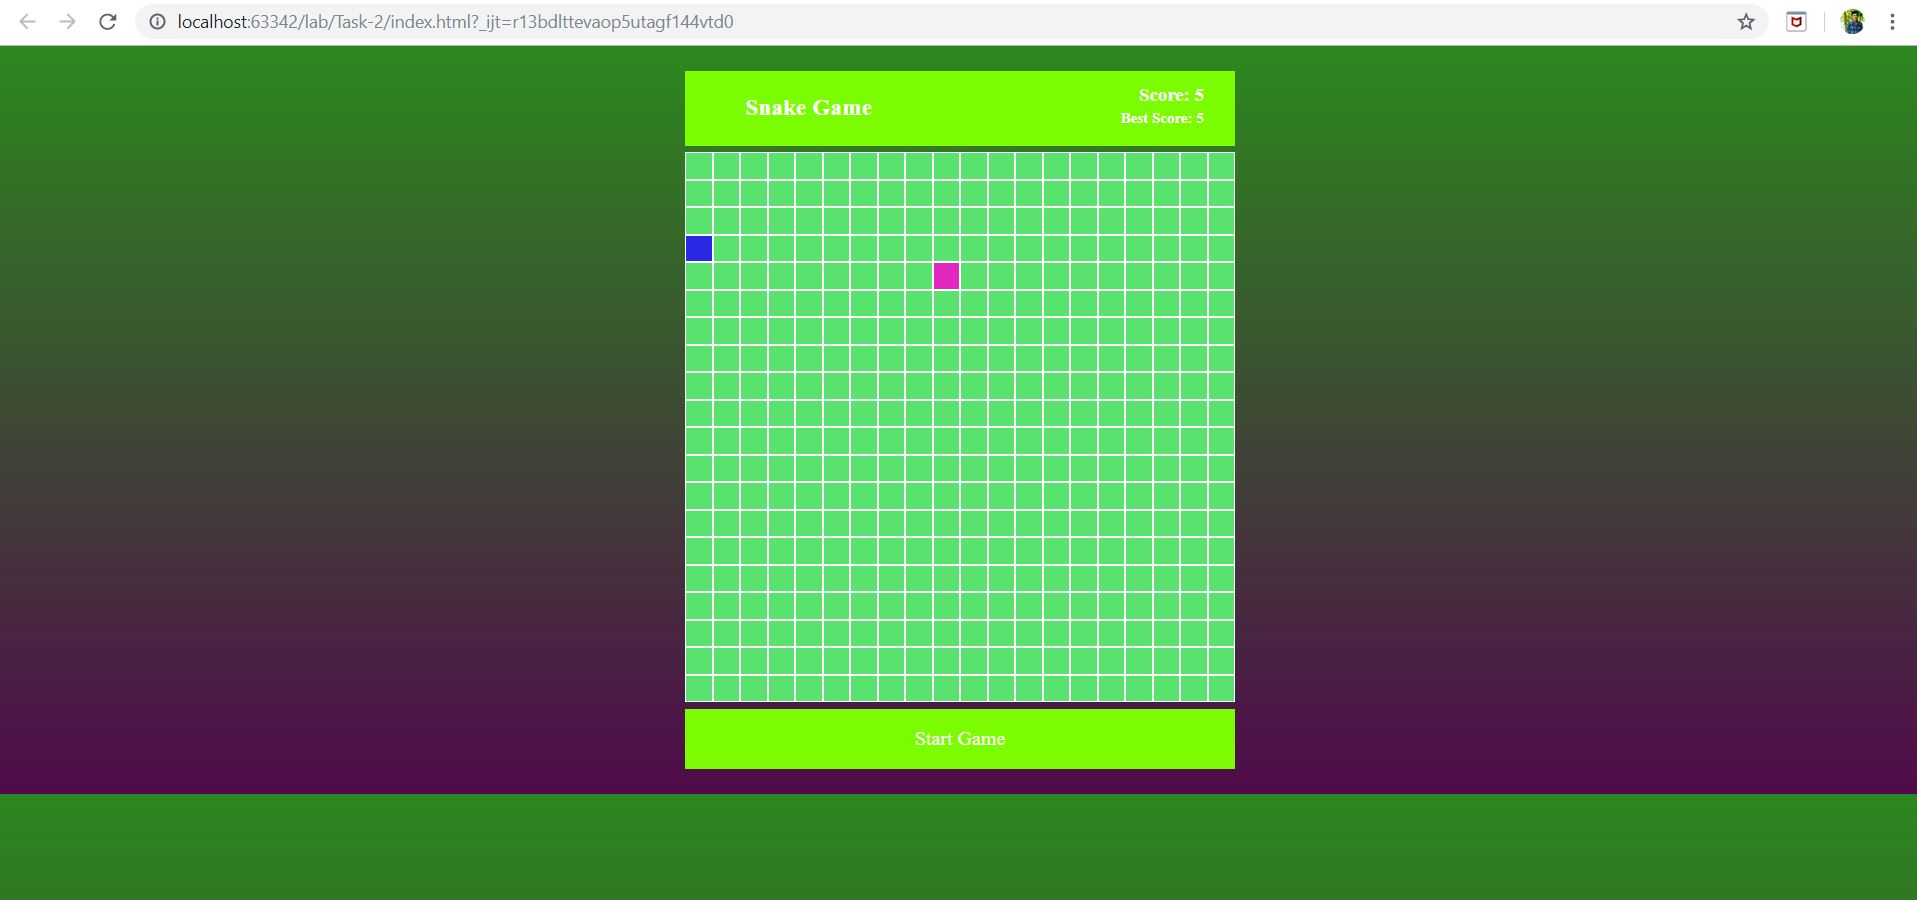 localhost:63342/lab/Task-2/index.html?_ijt=r13bdlttevaop5utagf144vtd0
Snake Game
Score: 5
Best Score: 5
Start Game